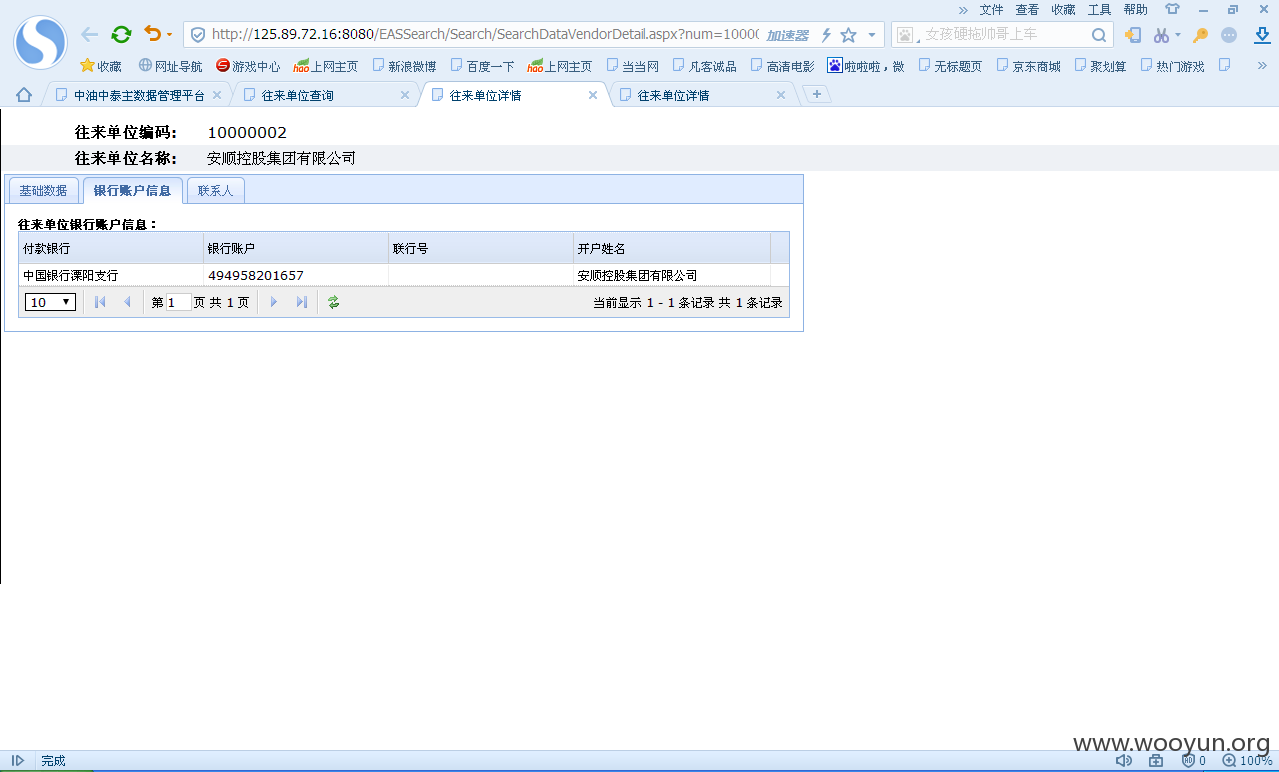 » 文件 查看 收藏 工具 帮助
http://125.89.72.16:8080/EASSearch/Search/SearchDataVendorDetail.aspx?num=1000 加速器 女孩硬拖帅哥上车
收藏 网址导航 游戏中心 hao上网主页 新浪微博 百度一下 hao上网主页 当当网 凡客诚品 高清电影 啦啦啦，微 无标题页 京东商城 聚划算 热门游戏 »
中油中泰主数据管理平台 往来单位查询 往来单位详情 往来单位详情
往来单位编码: 10000002
往来单位名称: 安顺控股集团有限公司
基础数据 银行账户信息 联系人
往来单位银行账户信息：
付款银行 银行账户 联行号 开户姓名
中国银行溧阳支行 494958201657 安顺控股集团有限公司
10 第 1 页 共 1 页 当前显示 1 - 1 条记录 共 1 条记录
www.wooyun.org
完成 0 100%